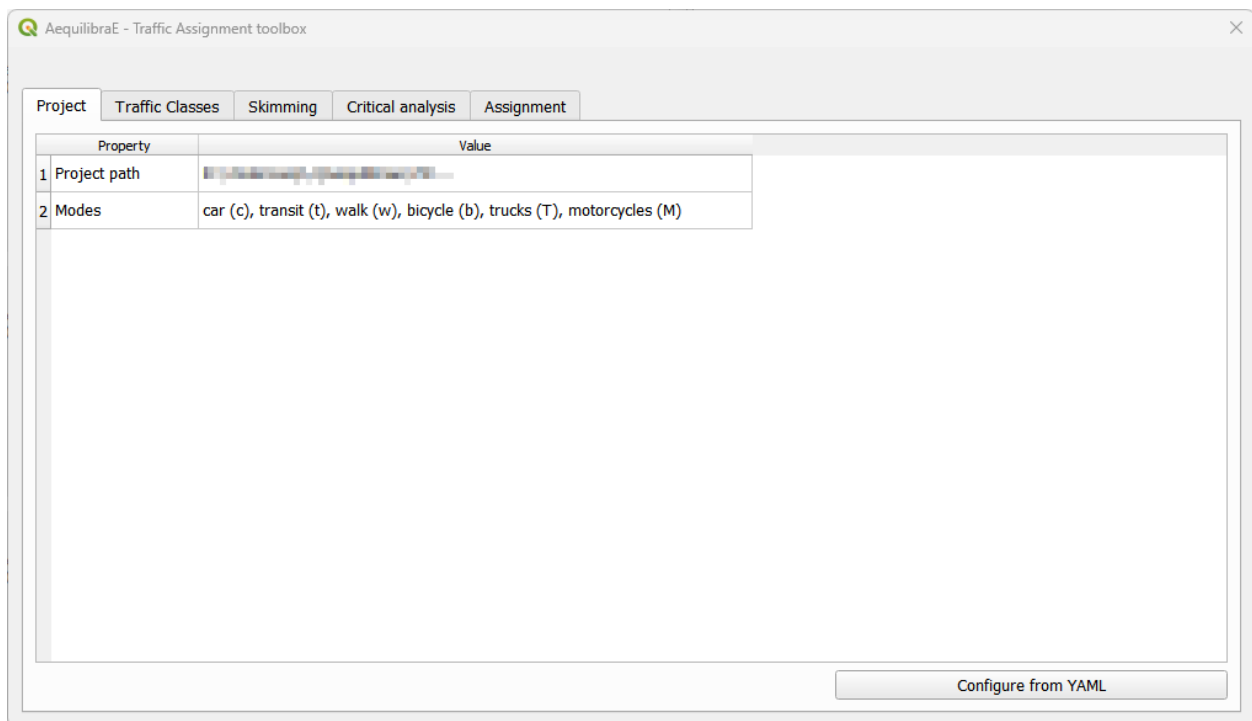 AequilibraE - Traffic Assignment toolbox
Project Traffic Classes Skimming Critical analysis Assignment
Property Value
1 Project path
2 Modes car (c), transit (t), walk (w), bicycle (b), trucks (T), motorcycles (M)
Configure from YAML